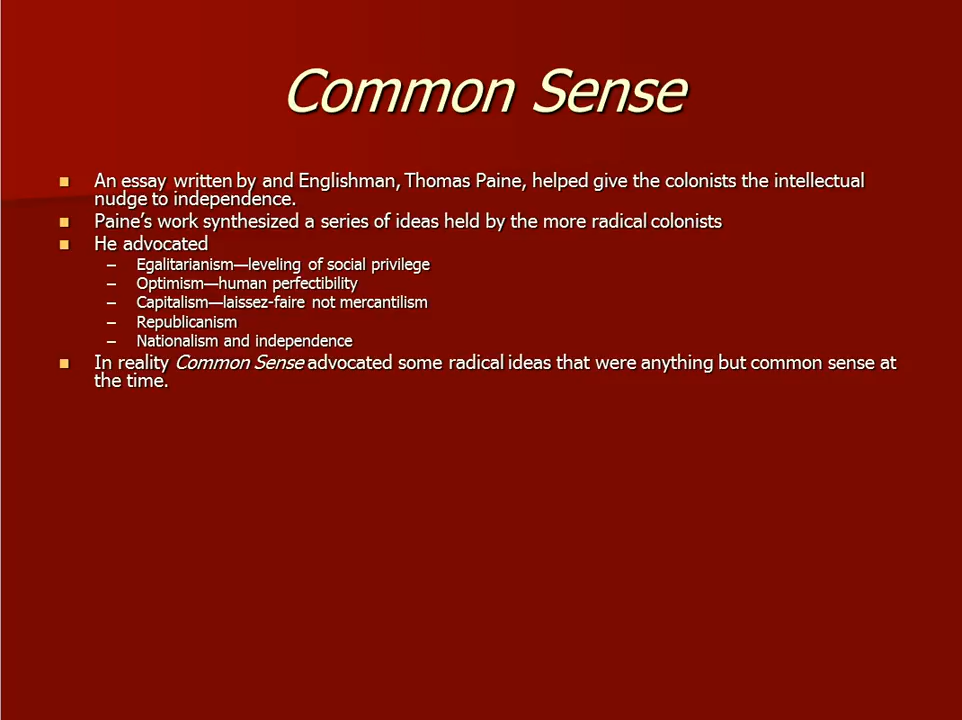 Common Sense
■ An essay written by and Englishman, Thomas Paine, helped give the colonists the intellectual
nudge to independence.
■ Paine’s work synthesized a series of ideas held by the more radical colonists
■ He advocated
– Egalitarianism—leveling of social privilege
– Optimism—human perfectibility
– Capitalism—laissez-faire not mercantilism
– Republicanism
– Nationalism and independence
■ In reality Common Sense advocated some radical ideas that were anything but common sense at
the time.